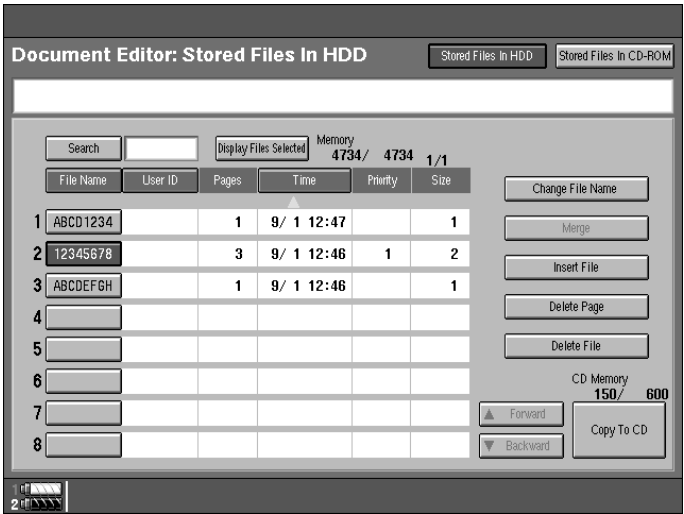 Document Editor: Stored Files In HDD Stored Files In HDD Stored Files In CD-ROM
Search Display Files Selected Memory 4734/ 4734 1/1
File Name User ID Pages Time Priority Size
Change File Name
1 ABCD1234 1 9/ 1 12:47 1
Merge
2 12345678 3 9/ 1 12:46 1 2
Insert File
3 ABCDEFGH 1 9/ 1 12:46 1
Delete Page
4
5 Delete File
6 CD Memory
150/ 600
7 Forward
Copy To CD
8 Backward
1
2